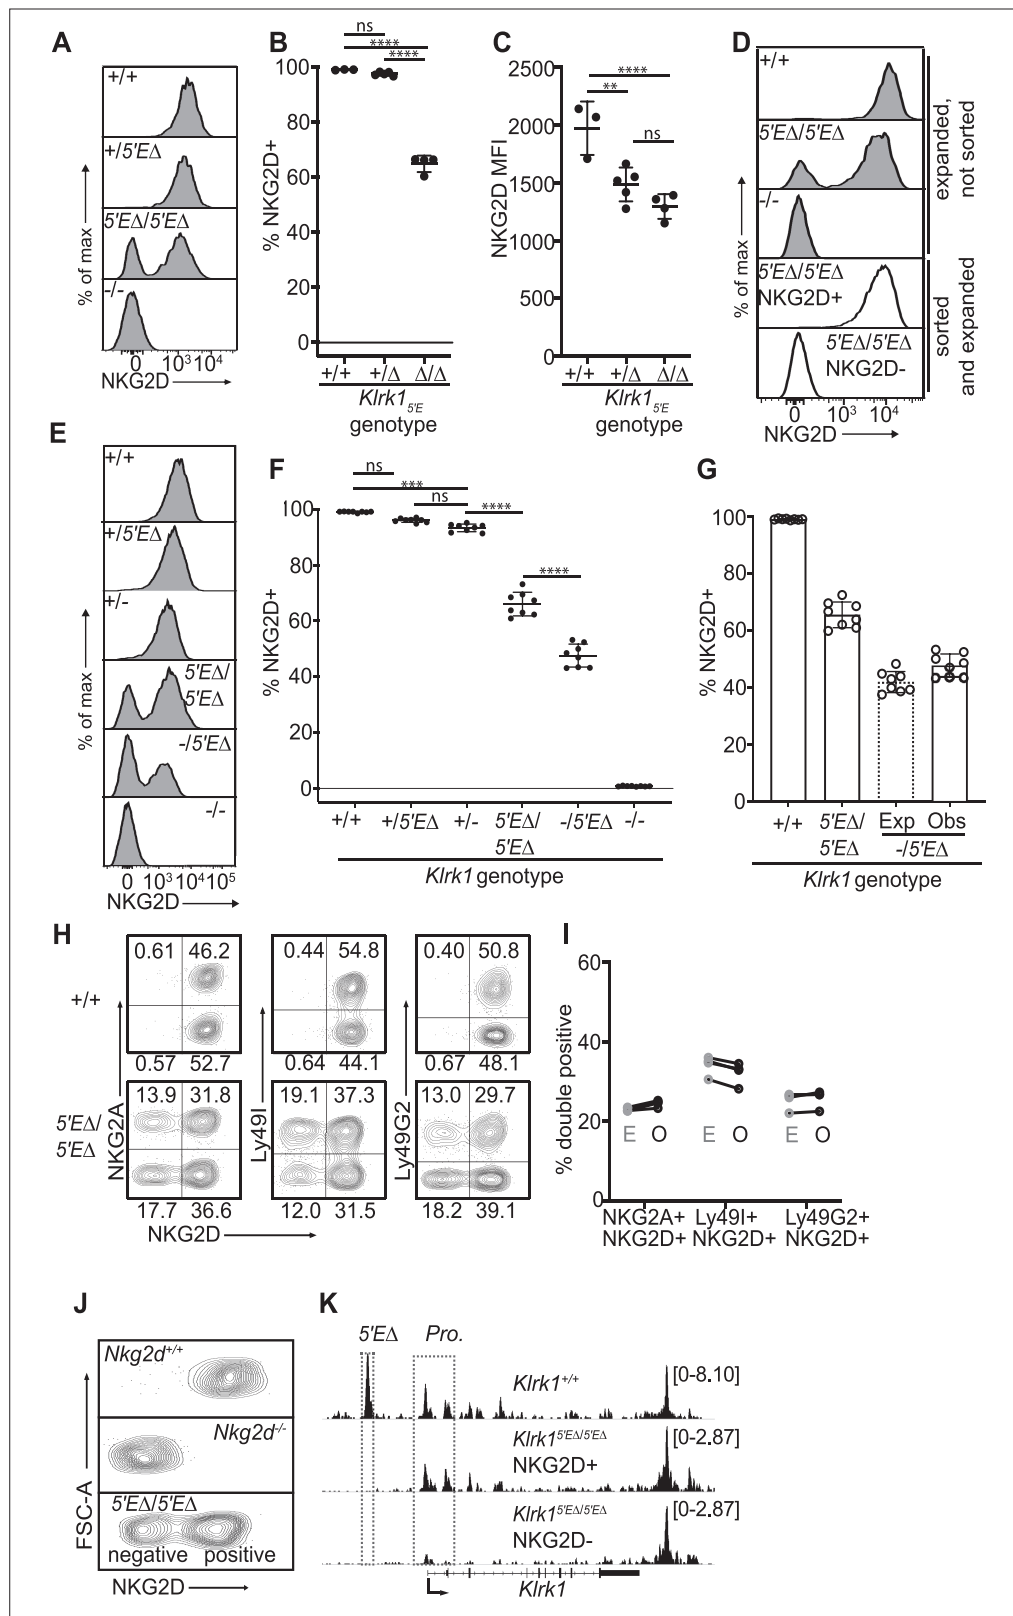 A
+/+
+/5'EΔ
5'EΔ/5'EΔ
-/-
% of max
0 10³ 10⁴
NKG2D
B
ns
****
****
% NKG2D+
100
80
60
40
20
0
+/+ +/Δ Δ/Δ
Klrk1 5'E
genotype
C
****
**
ns
NKG2D MFI
2500
2000
1500
1000
500
0
+/+ +/Δ Δ/Δ
Klrk1 5'E
genotype
D
+/+
5'EΔ/5'EΔ
-/-
5'EΔ/5'EΔ
NKG2D+
5'EΔ/5'EΔ
NKG2D-
% of max
0 10³ 10⁴
NKG2D
expanded,
not sorted
sorted
and expanded
E
+/+
+/5'EΔ
+/-
5'EΔ/
5'EΔ
-/5'EΔ
-/-
% of max
0 10³ 10⁴ 10⁵
NKG2D
F
ns
***
ns
****
****
% NKG2D+
100
80
60
40
20
0
+/+ +/5'EΔ +/- 5'EΔ/ -/5'EΔ -/-
5'EΔ
Klrk1 genotype
G
% NKG2D+
100
80
60
40
20
0
+/+ 5'EΔ/ Exp Obs
5'EΔ -/5'EΔ
Klrk1 genotype
H
+/+
0.61 46.2
0.57 52.7
0.44 54.8
0.64 44.1
0.40 50.8
0.67 48.1
5'EΔ/
5'EΔ
13.9 31.8
17.7 36.6
19.1 37.3
12.0 31.5
13.0 29.7
18.2 39.1
NKG2A
Ly49I
Ly49G2
NKG2D
I
% double positive
60
40
20
0
E O E O E O
NKG2A+ Ly49I+ Ly49G2+
NKG2D+ NKG2D+ NKG2D+
J
Nkg2d+/+
Nkg2d-/-
5'EΔ/5'EΔ
negative positive
FSC-A
NKG2D
K
5'EΔ Pro.
Klrk1+/+ [0-8.10]
Klrk1 5'EΔ/5'EΔ [0-2.87]
NKG2D+
Klrk1 5'EΔ/5'EΔ [0-2.87]
NKG2D-
Klrk1